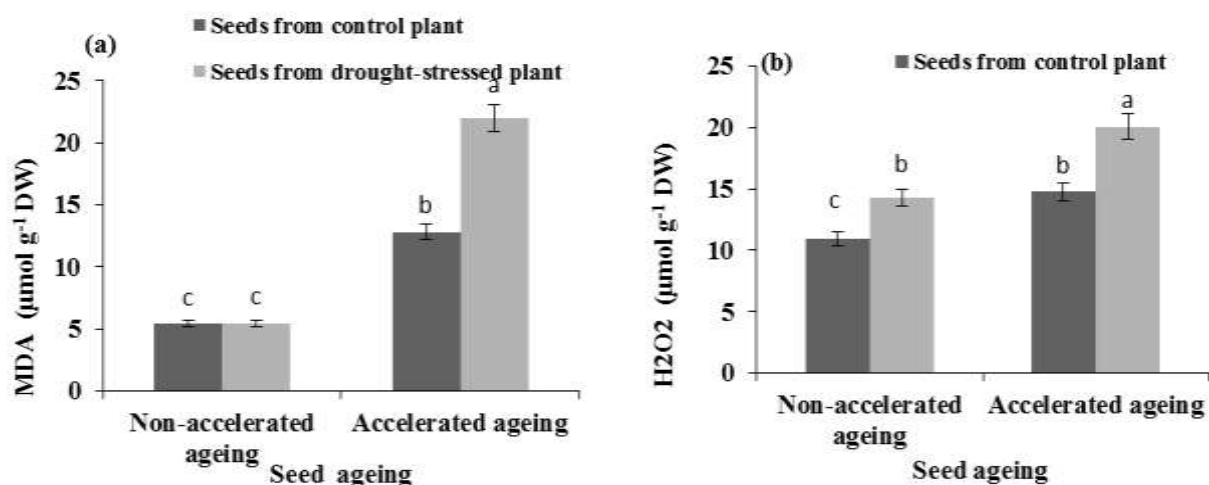 (a)
Seeds from control plant
Seeds from drought-stressed plant
MDA (µmol g⁻¹ DW)
25
20
15
10
5
0
c
c
b
a
Non-accelerated
ageing
Accelerated ageing
Seed ageing
(b)
Seeds from control plant
H2O2 (µmol g⁻¹ DW)
25
20
15
10
5
0
c
b
b
a
Non-accelerated
ageing
Accelerated ageing
Seed ageing